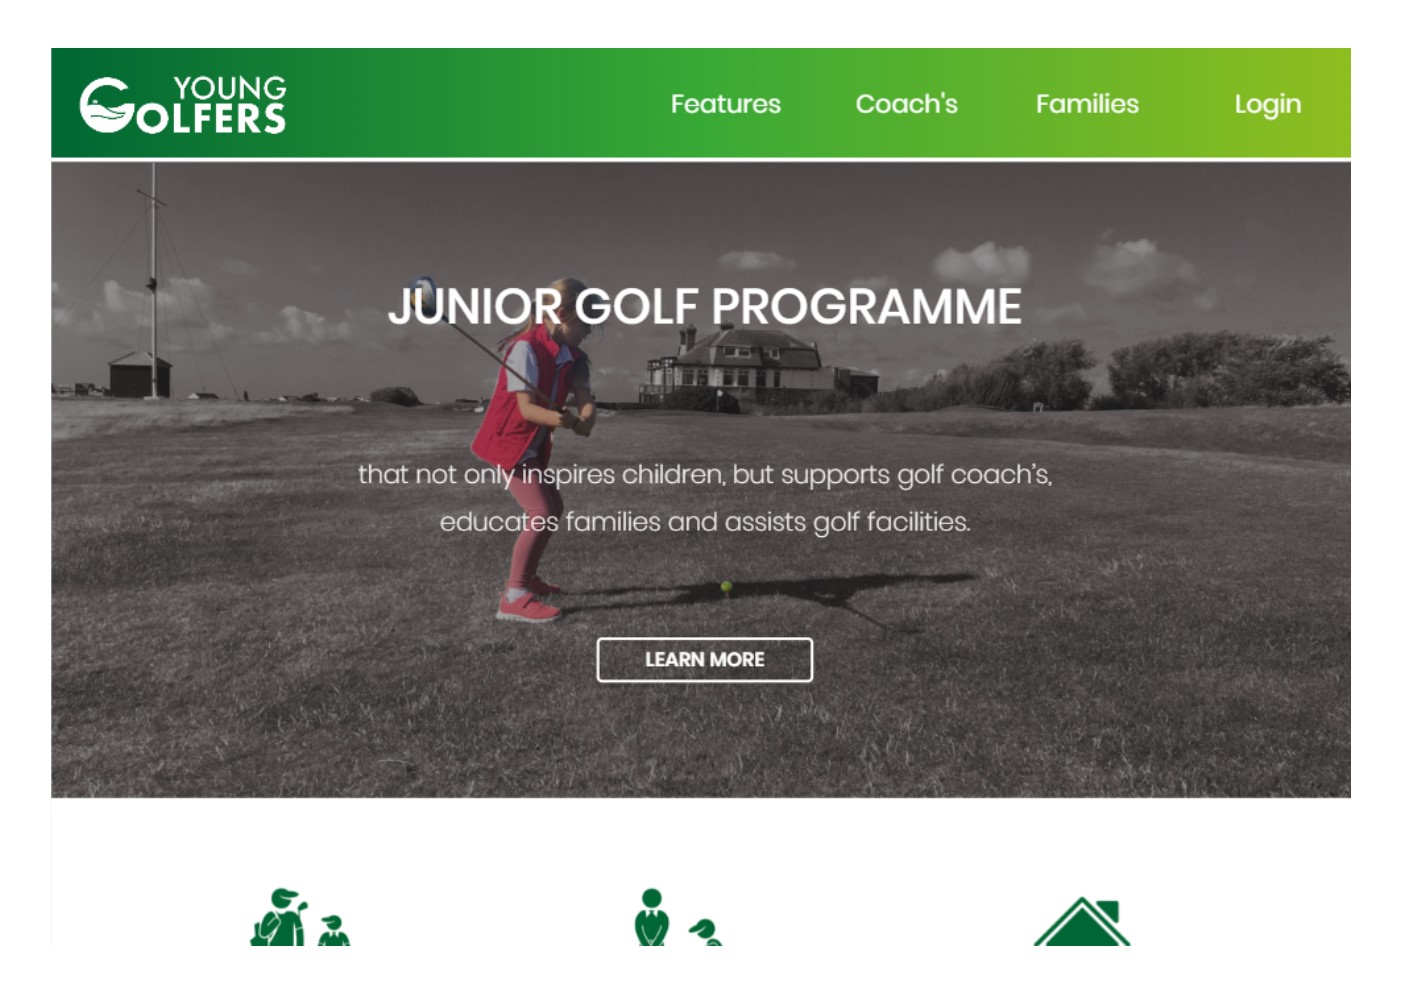 YOUNG
GOLFERS
Features
Coach's
Families
Login
JUNIOR GOLF PROGRAMME
that not only inspires children, but supports golf coach’s,
educates families and assists golf facilities.
LEARN MORE